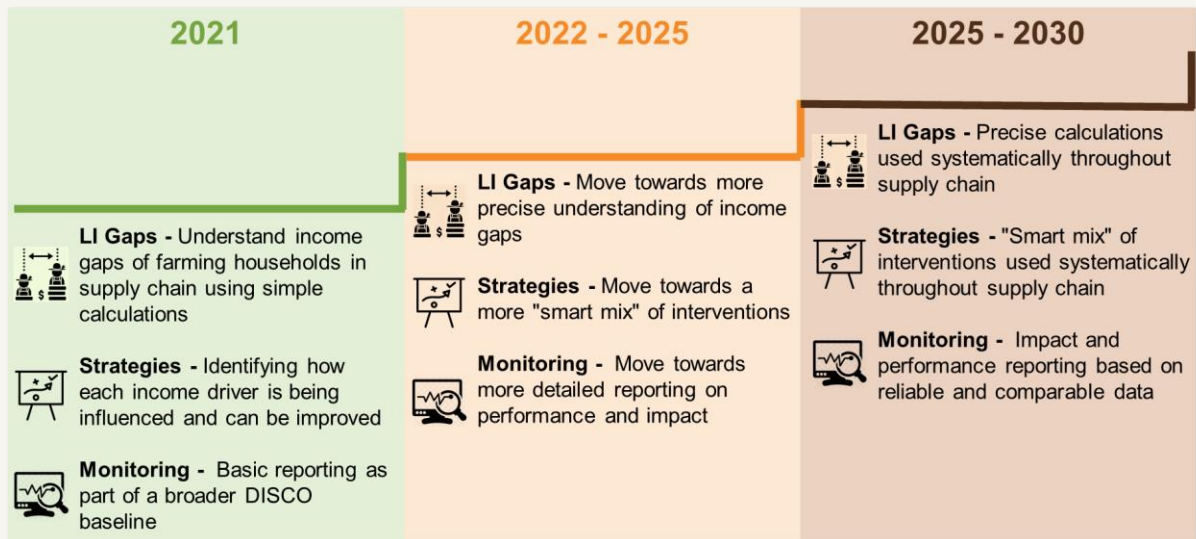 2021
LI Gaps - Understand income
gaps of farming households in
supply chain using simple
calculations
Strategies - Identifying how
each income driver is being
influenced and can be improved
Monitoring - Basic reporting as
part of a broader DISCO
baseline
2022 - 2025
LI Gaps - Move towards more
precise understanding of income
gaps
Strategies - Move towards a
more "smart mix" of interventions
Monitoring - Move towards
more detailed reporting on
performance and impact
2025 - 2030
LI Gaps - Precise calculations
used systematically throughout
supply chain
Strategies - "Smart mix" of
interventions used systematically
throughout supply chain
Monitoring - Impact and
performance reporting based on
reliable and comparable data